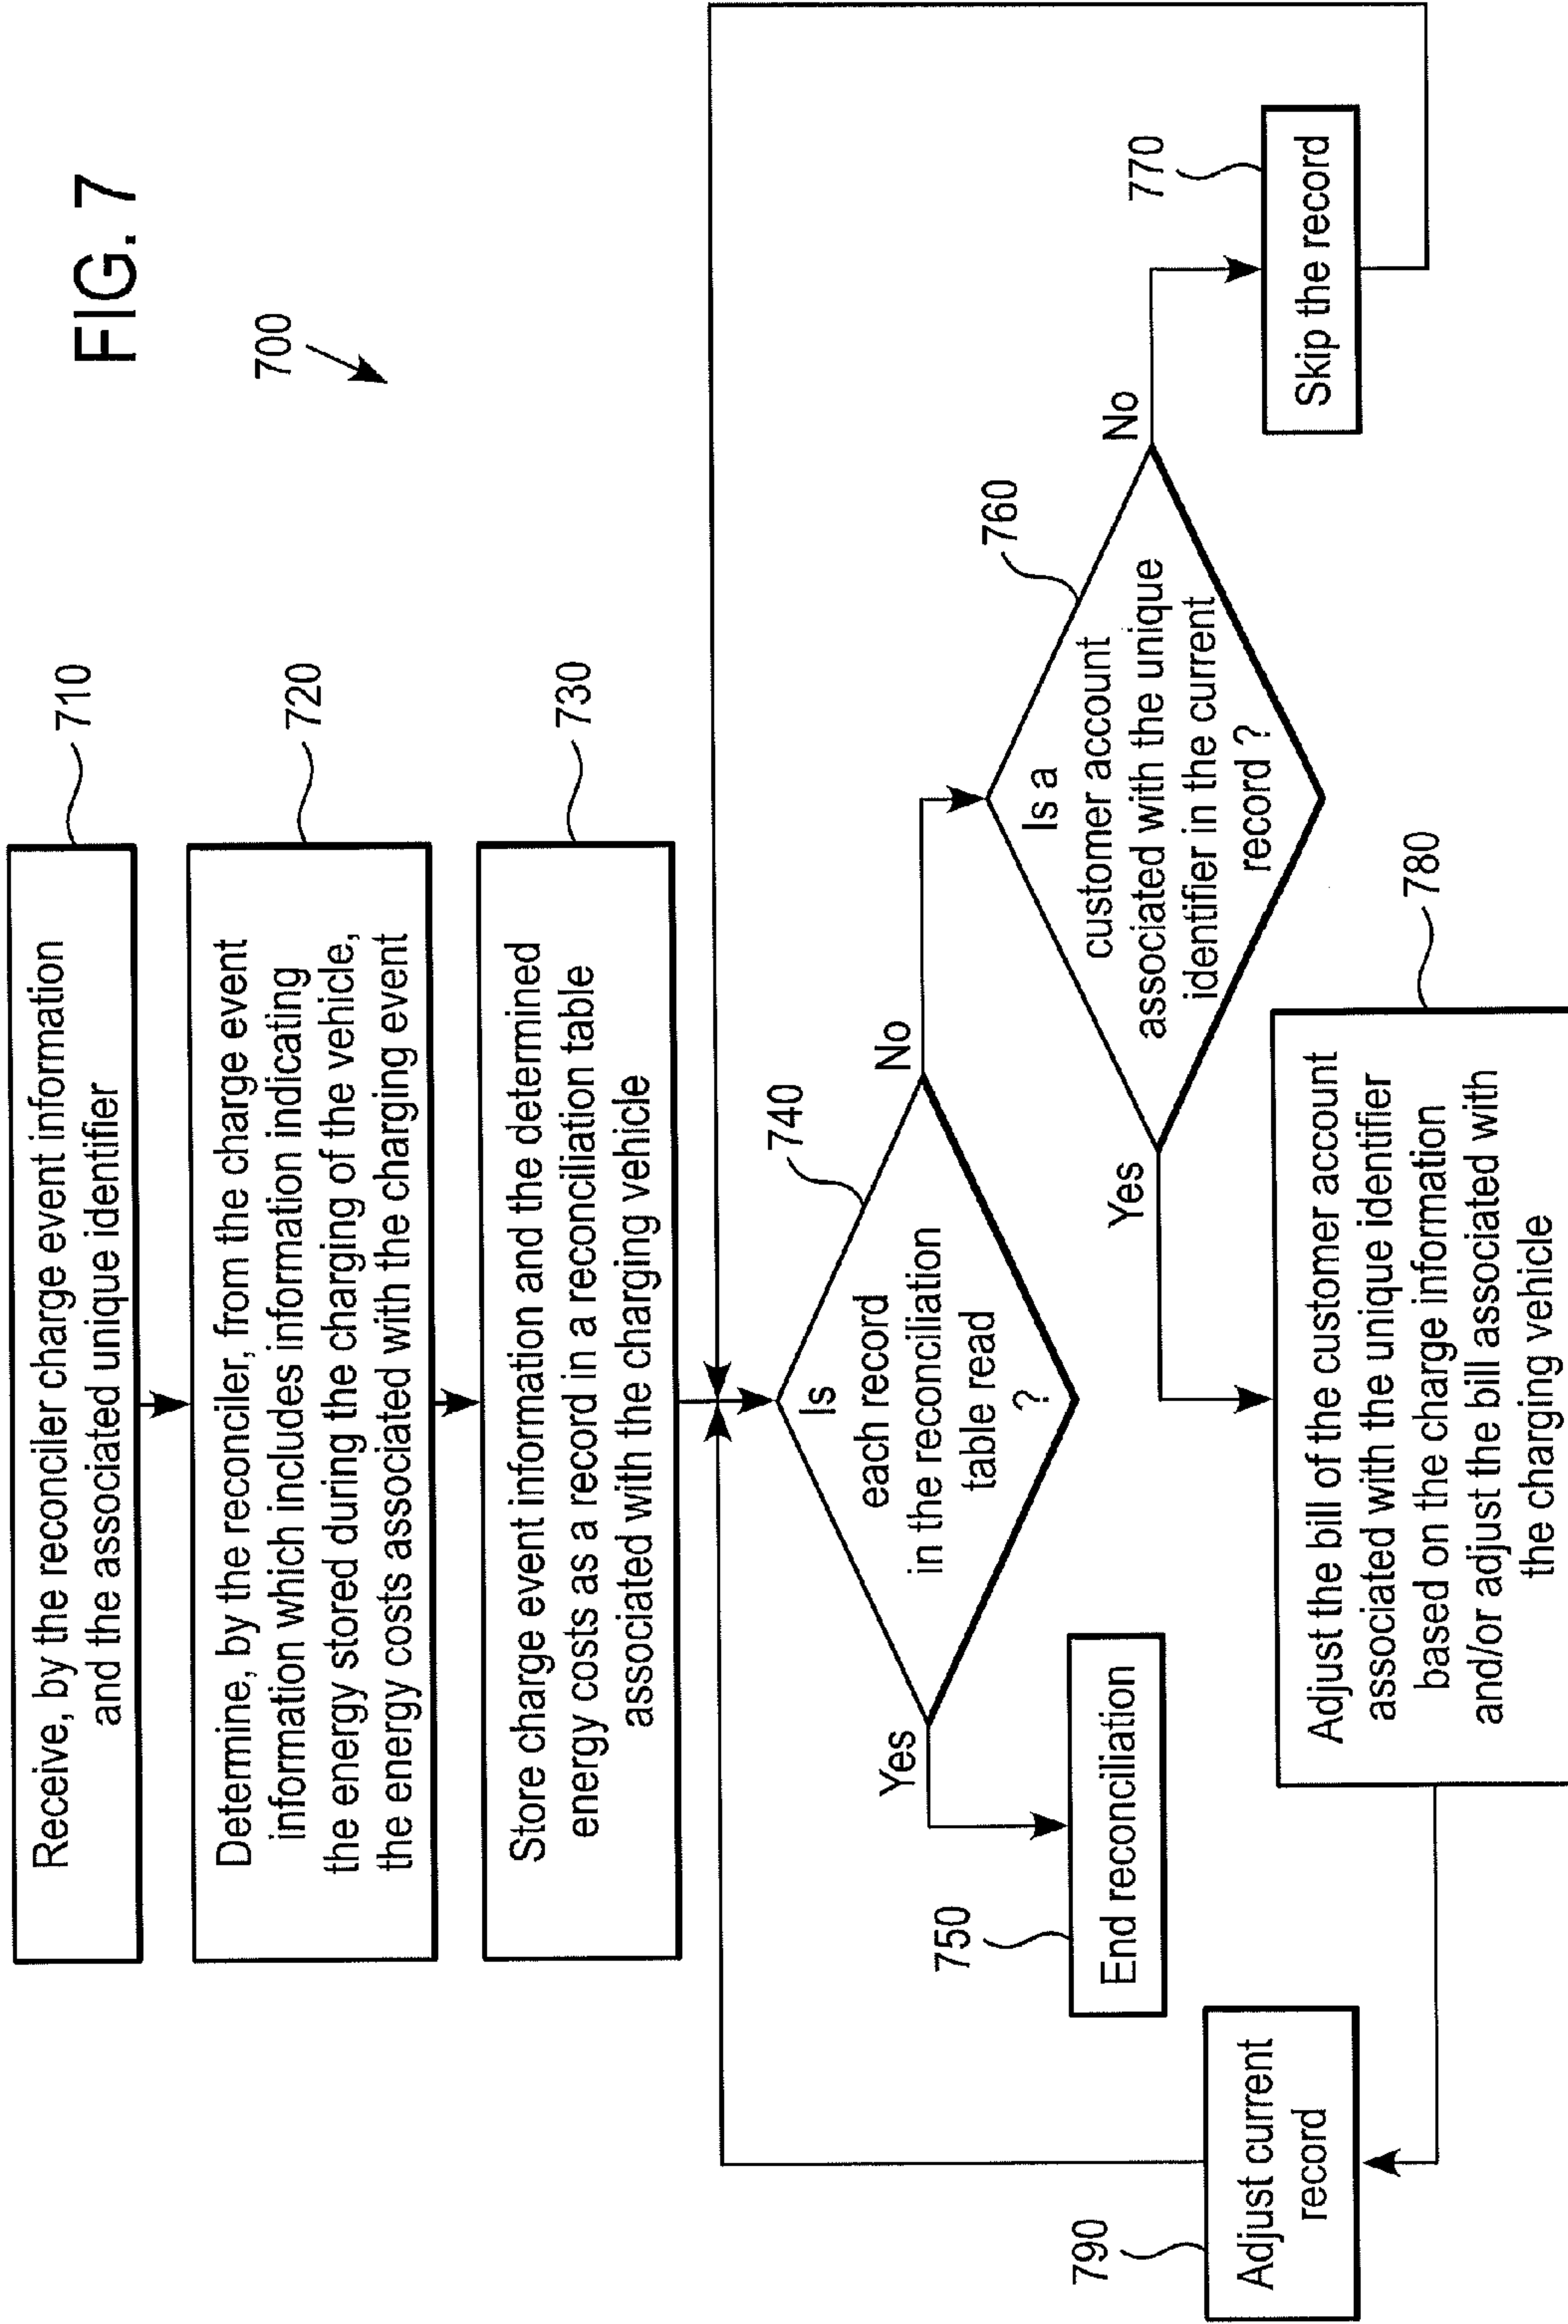 FIG. 7
700
Receive, by the reconciler charge event information
and the associated unique identifier
710
Determine, by the reconciler, from the charge event
information which includes information indicating
the energy stored during the charging of the vehicle,
the energy costs associated with the charging event
720
Store charge event information and the determined
energy costs as a record in a reconciliation table
associated with the charging vehicle
730
Is
each record
in the reconciliation
table read
?
740
Yes
No
End reconciliation
750
Is a
customer account
associated with the unique
identifier in the current
record ?
760
Yes
No
Skip the record
770
Adjust the bill of the customer account
associated with the unique identifier
based on the charge information
and/or adjust the bill associated with
the charging vehicle
780
Adjust current
record
790